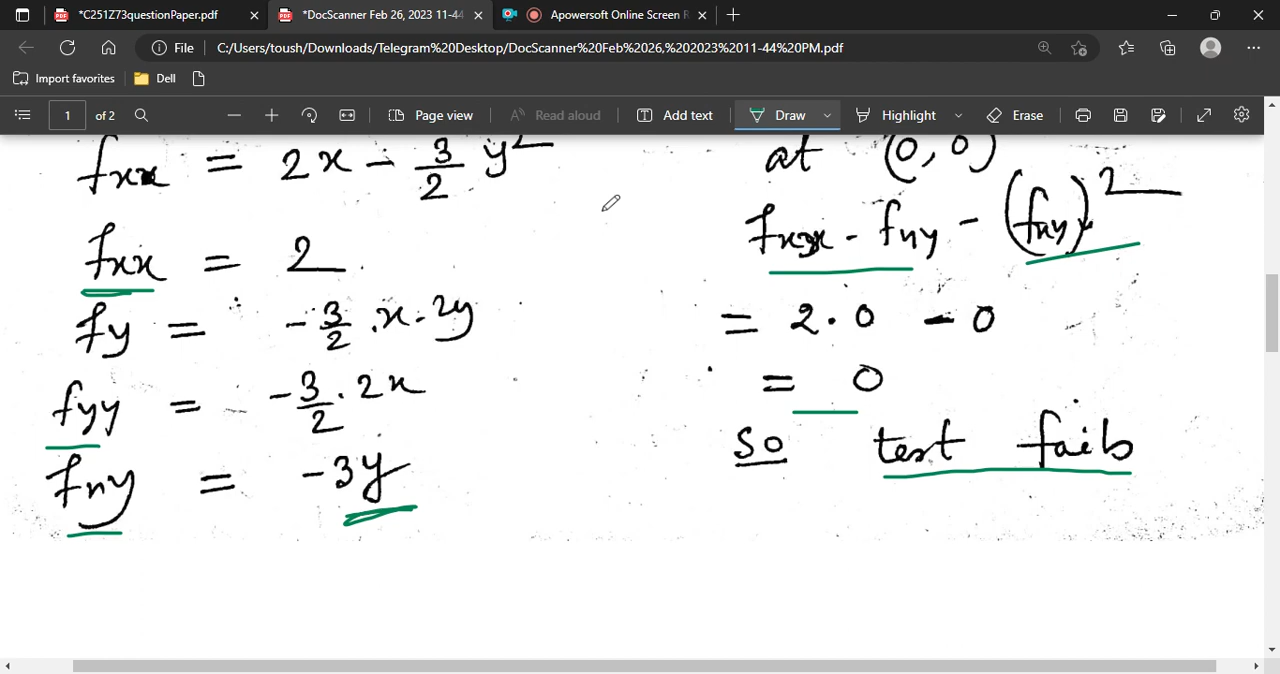 *C251Z73questionPaper.pdf
*DocScanner Feb 26, 2023 11-44
Apowersoft Online Screen R
File
C:/Users/toush/Downloads/Telegram%20Desktop/DocScanner%20Feb%2026,%202023%2011-44%20PM.pdf
Import favorites
Dell
1
of 2
Page view
Read aloud
Add text
Draw
Highlight
Erase
fxx = 2x - 3/2 y²
fxx = 2
fy = -3/2 . x . 2y
fyy = -3/2 . 2x
fxy = -3y
at (0,0)
fxx - fyy - (fxy)²
= 2 . 0 - 0
= 0
so test fails